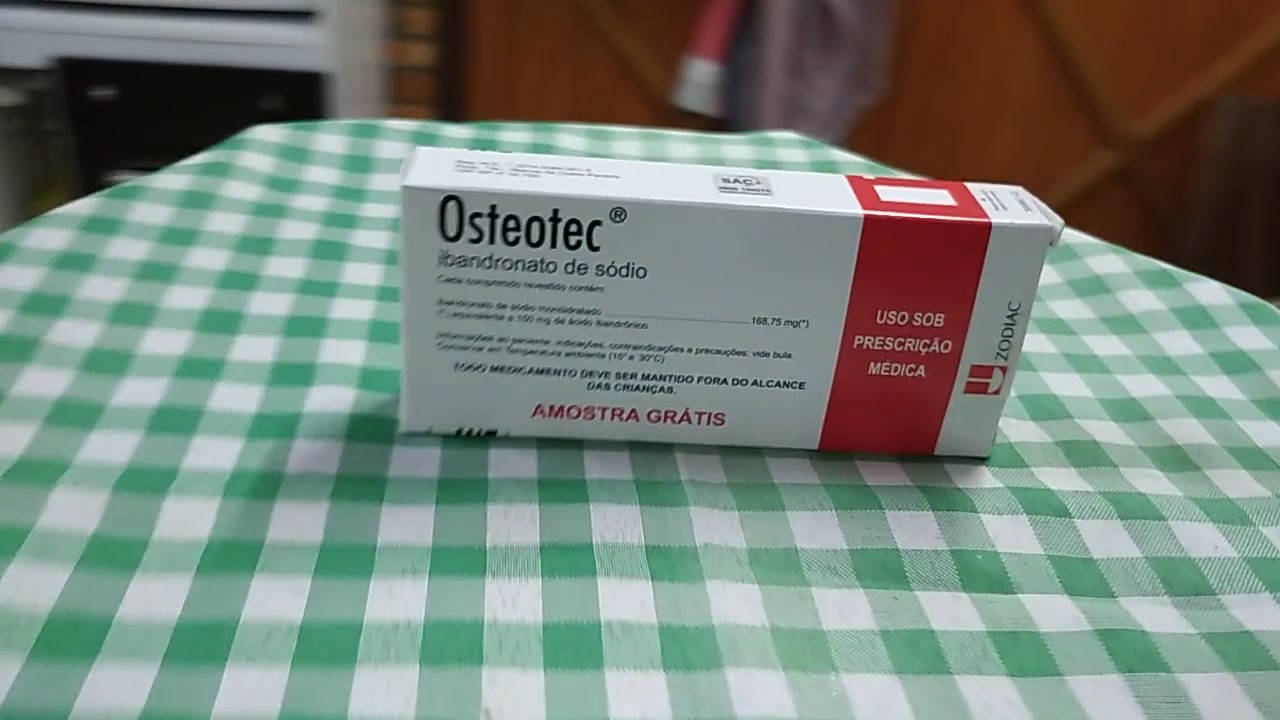 SAC
Osteotec®
ibandronato de sódio
Cada comprimido revestido contém:
ibandronato de sódio monoidratado 168,75 mg(*)
(*) equivalente a 150 mg de ácido ibandrônico
Informações ao paciente, indicações, contraindicações e precauções: vide bula.
Conservar em Temperatura ambiente (15° a 30°C)
TODO MEDICAMENTO DEVE SER MANTIDO FORA DO ALCANCE
DAS CRIANÇAS.
AMOSTRA GRÁTIS
USO SOB
PRESCRIÇÃO
MÉDICA
ZODIAC